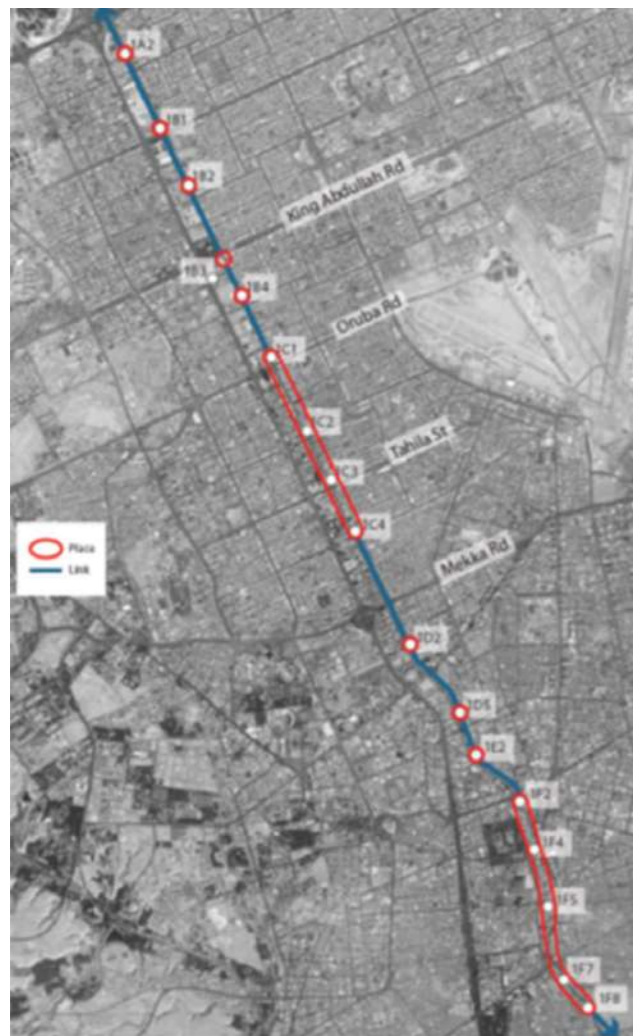 1A2
1B1
1B2
King Abdullah Rd
1B3
1B4
Oruba Rd
1C1
1C2
Tahlia St
1C3
1C4
Place
Link
Mekka Rd
1D2
1D5
1E2
1F2
1F4
1F5
1F7
1F8